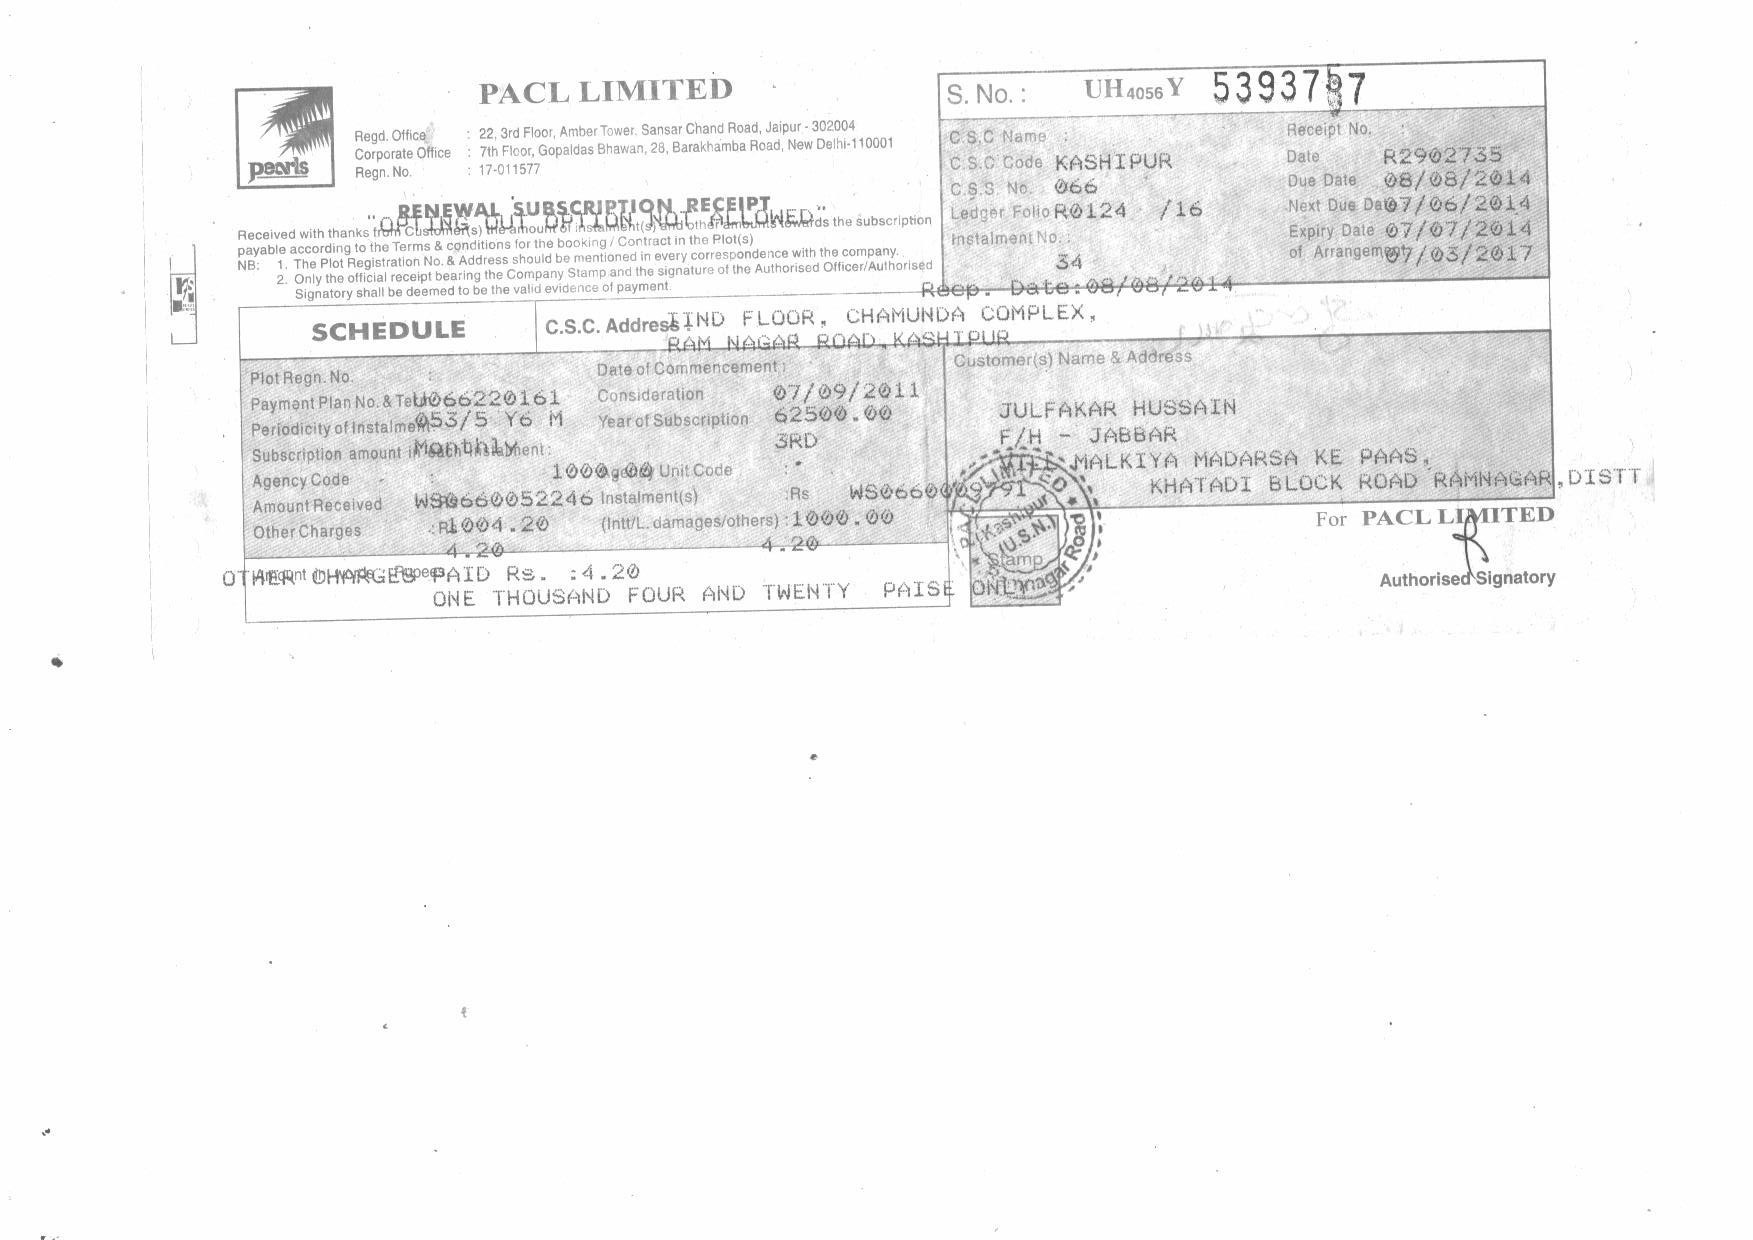 PACL LIMITED
pearls
Regd. Office : 22, 3rd Floor, Amber Tower, Sansar Chand Road, Jaipur - 302004
Corporate Office : 7th Floor, Gopaldas Bhawan, 28, Barakhamba Road, New Delhi-110001
Regn. No. : 17-011577
S. No. : UH 4056 Y 5393787
C.S.C Name :
C.S.C Code KASHIPUR
C.S.S No. 066
Ledger Folio R0124 /16
Instalment No. :
34
Receipt No. :
Date R2902735
Due Date 08/08/2014
Next Due Date 07/06/2014
Expiry Date 07/07/2014
of Arrangement 07/03/2017
RENEWAL SUBSCRIPTION RECEIPT
"OPTING OUT OPTION NOT ALLOWED"
Received with thanks from Customer(s) the amount of instalment(s) and other amounts towards the subscription
payable according to the Terms & conditions for the booking / Contract in the Plot(s)
NB: 1. The Plot Registration No. & Address should be mentioned in every correspondence with the company.
2. Only the official receipt bearing the Company Stamp and the signature of the Authorised Officer/Authorised
Signatory shall be deemed to be the valid evidence of payment.
Rcep. Date:08/08/2014
SCHEDULE
C.S.C. Address IIND FLOOR, CHAMUNDA COMPLEX,
RAM NAGAR ROAD,KASHIPUR
Plot Regn. No. :
Payment Plan No. & U066220161
Periodicity of Instalment 053/5 Y6 M
Subscription amount in each Instalment: Monthly
Agency Code : 1000.00
Amount Received WS0660052246
Other Charges : R 1004.20
4.20
Date of Commencement :
Consideration 07/09/2011
Year of Subscription 62500.00
3RD
Unit Code :
Instalment(s) :Rs WS0660009791
(Intt/L. damages/others) : 1000.00
4.20
Customer(s) Name & Address
JULFAKAR HUSSAIN
F/H - JABBAR
MALKIYA MADARSA KE PAAS,
KHATADI BLOCK ROAD RAMNAGAR,DISTT
PACL LIMITED
Kashipur
(U.S.N.)
Ramnagar Road
Stamp
For PACL LIMITED
Authorised Signatory
OTHER CHARGES PAID Rs. :4.20
ONE THOUSAND FOUR AND TWENTY PAISE ONLY